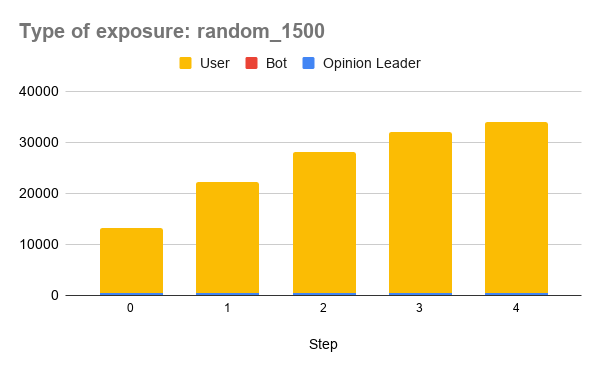 Type of exposure: random_1500
User Bot Opinion Leader
40000
30000
20000
10000
0
0 1 2 3 4
Step